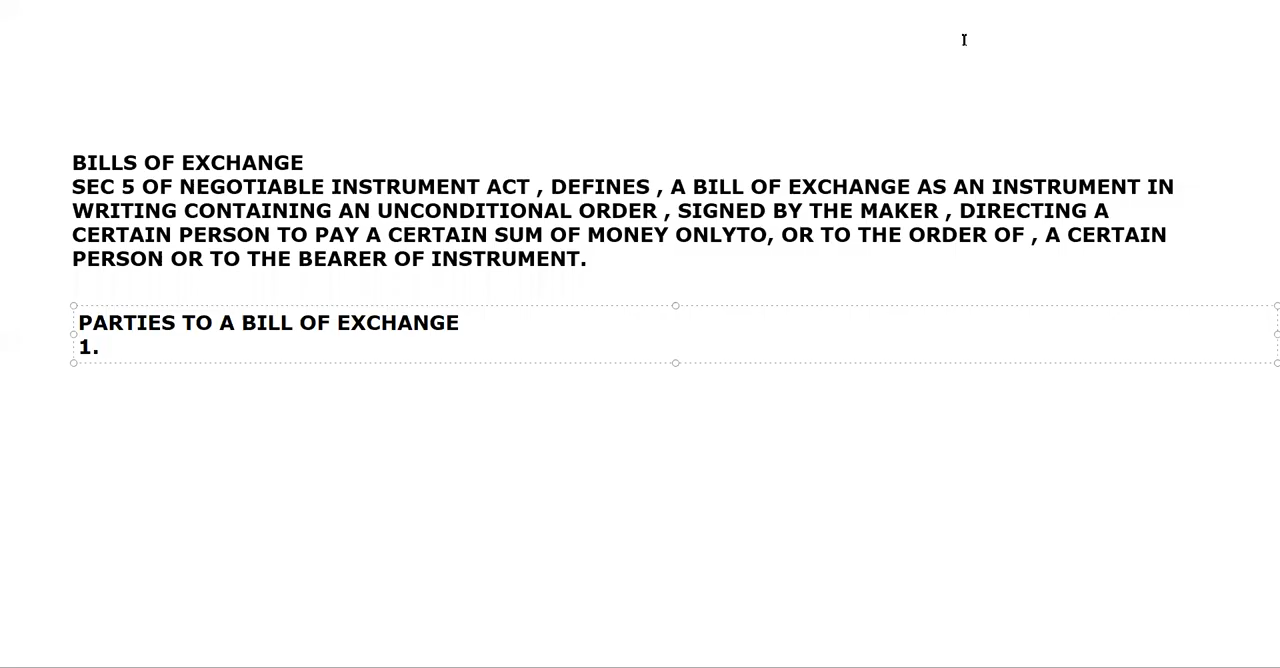 BILLS OF EXCHANGE
SEC 5 OF NEGOTIABLE INSTRUMENT ACT , DEFINES , A BILL OF EXCHANGE AS AN INSTRUMENT IN
WRITING CONTAINING AN UNCONDITIONAL ORDER , SIGNED BY THE MAKER , DIRECTING A
CERTAIN PERSON TO PAY A CERTAIN SUM OF MONEY ONLYTO, OR TO THE ORDER OF , A CERTAIN
PERSON OR TO THE BEARER OF INSTRUMENT.
PARTIES TO A BILL OF EXCHANGE
1.